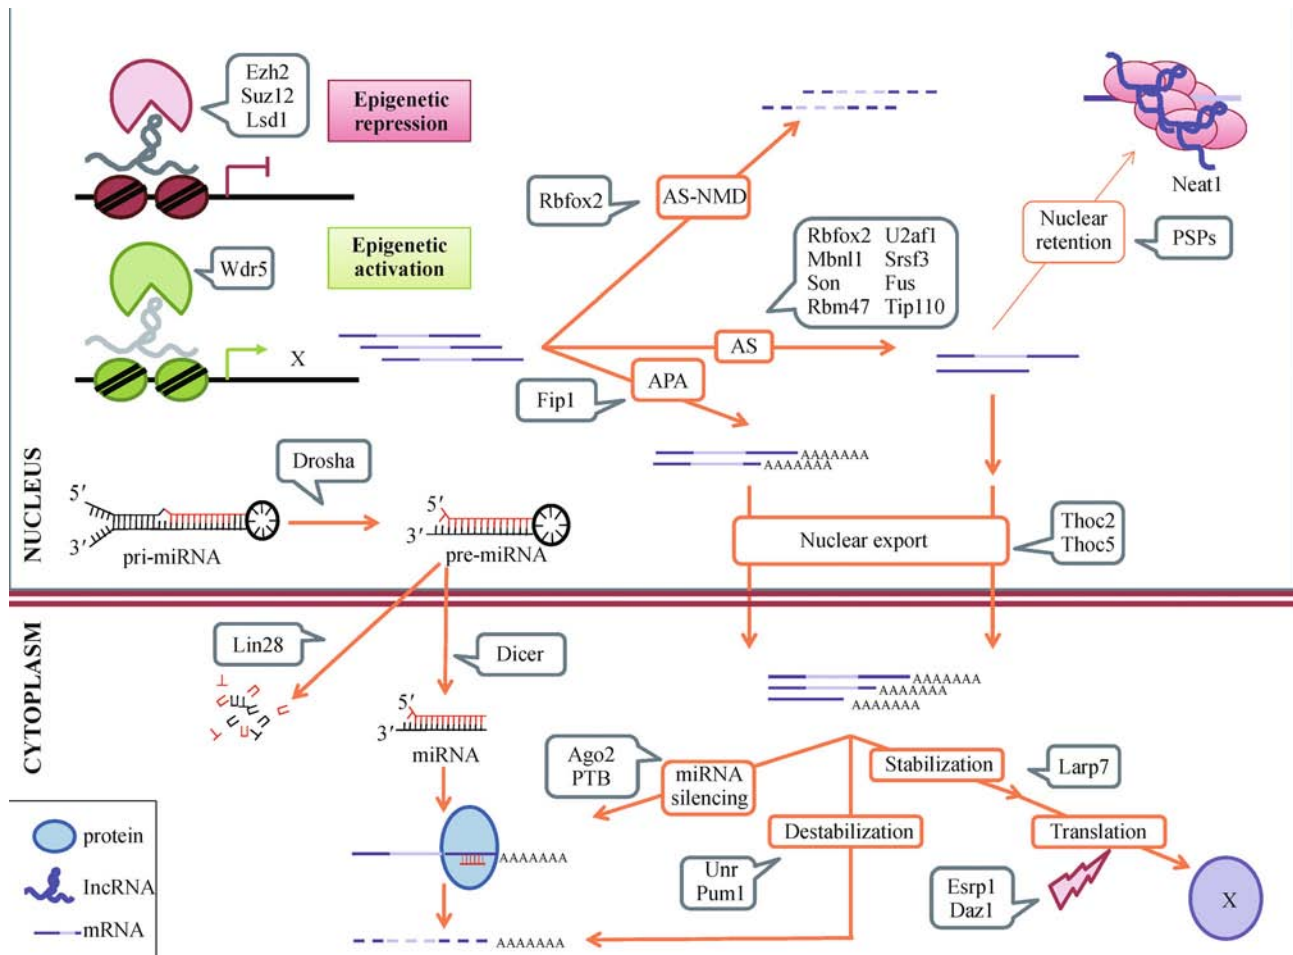 Ezh2
Suz12
Lsd1
Epigenetic
repression
Neat1
Rbfox2
AS-NMD
Nuclear
retention
PSPs
Rbfox2 U2af1
Mbnl1 Srsf3
Son Fus
Rbm47 Tip110
Wdr5
Epigenetic
activation
X
AS
APA
Fip1
AAAAAAA
AAAAAAA
NUCLEUS
Drosha
5′
3′
pri-miRNA
5′
3′
pre-miRNA
Nuclear export
Thoc2
Thoc5
CYTOPLASM
Lin28
Dicer
5′
3′
miRNA
AAAAAAA
AAAAAAA
AAAAAAA
Ago2
PTB
miRNA
silencing
Stabilization
Larp7
Destabilization
Translation
Unr
Pum1
Esrp1
Daz1
X
AAAAAAA
AAAAAAA
protein
lncRNA
mRNA